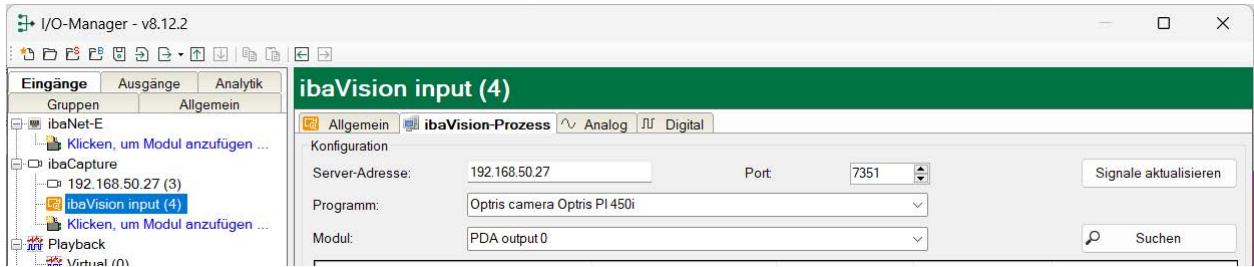 I/O-Manager - v8.12.2
Eingänge Ausgänge Analytik
Gruppen Allgemein
ibaNet-E
Klicken, um Modul anzufügen ...
ibaCapture
192.168.50.27 (3)
ibaVision input (4)
Klicken, um Modul anzufügen ...
Playback
Virtual (0)
ibaVision input (4)
Allgemein ibaVision-Prozess Analog Digital
Konfiguration
Server-Adresse: 192.168.50.27 Port: 7351 Signale aktualisieren
Programm: Optris camera Optris PI 450i
Modul: PDA output 0 Suchen